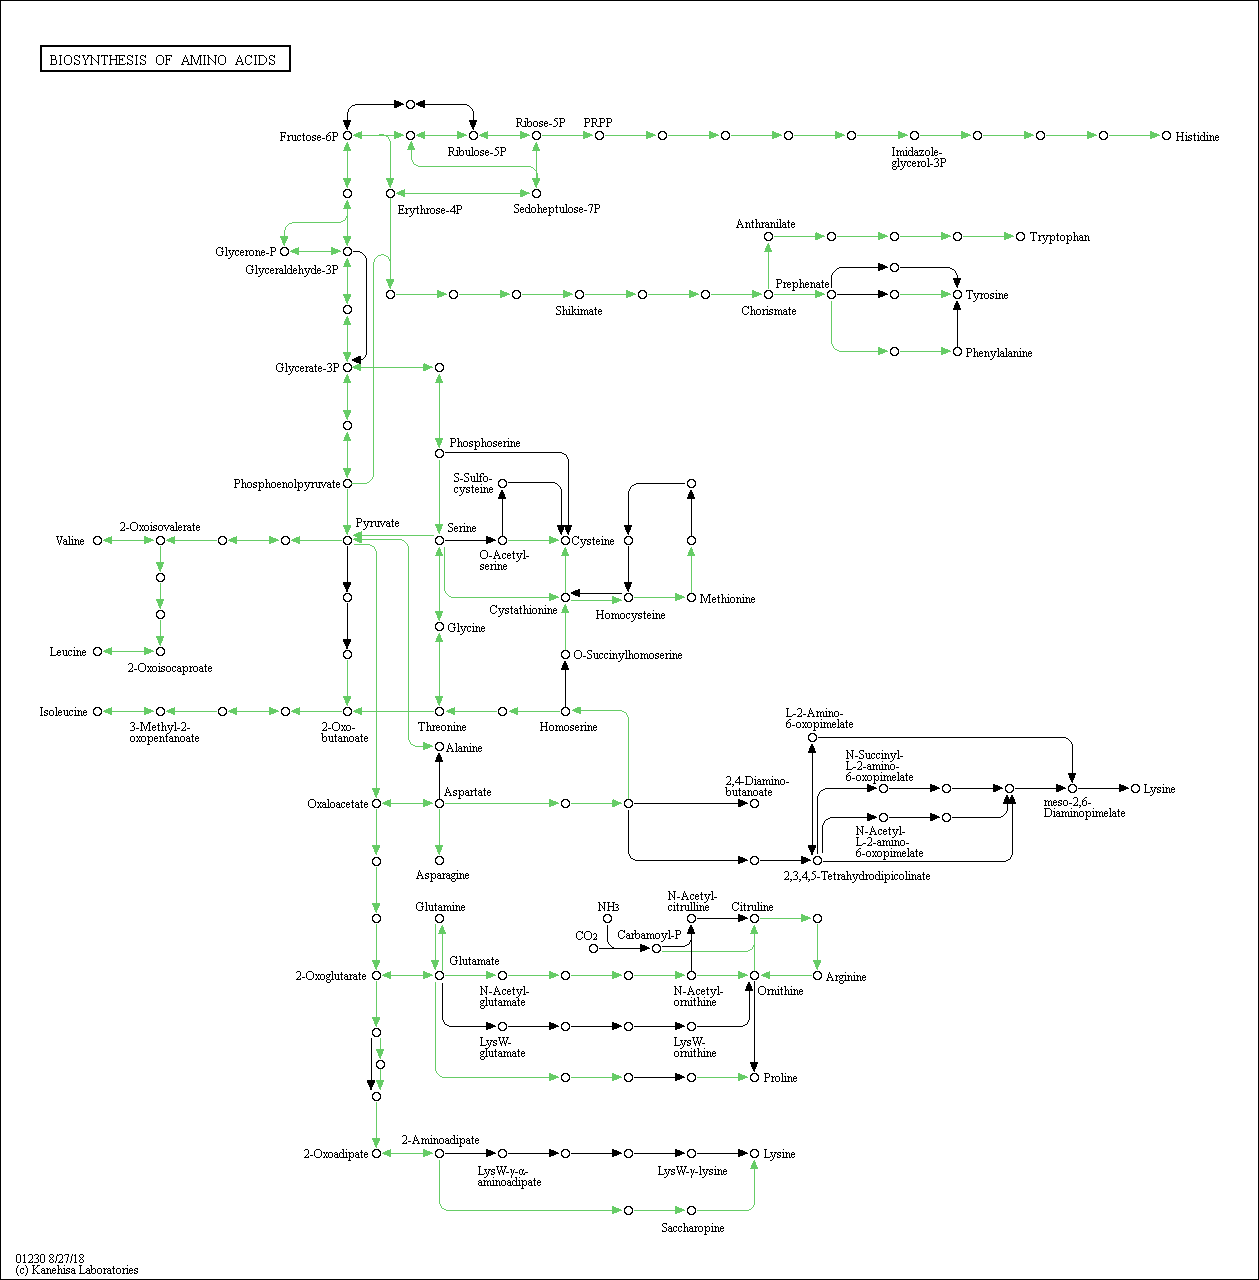 BIOSYNTHESIS OF AMINO ACIDS
Fructose-6P
Ribose-5P
PRPP
Ribulose-5P
Imidazole-
glycerol-3P
Histidine
Erythrose-4P
Sedoheptulose-7P
Glycerone-P
Glyceraldehyde-3P
Anthranilate
Tryptophan
Prephenate
Tyrosine
Shikimate
Chorismate
Phenylalanine
Glycerate-3P
Phosphoserine
Phosphoenolpyruvate
S-Sulfo-
cysteine
2-Oxoisovalerate
Pyruvate
Serine
Valine
Cysteine
O-Acetyl-
serine
Cystathionine
Homocysteine
Methionine
Glycine
Leucine
2-Oxoisocaproate
O-Succinylhomoserine
Isoleucine
3-Methyl-2-
oxopentanoate
2-Oxo-
butanoate
Threonine
Homoserine
Alanine
L-2-Amino-
6-oxopimelate
N-Succinyl-
L-2-amino-
6-oxopimelate
2,4-Diamino-
butanoate
Oxaloacetate
Aspartate
Lysine
meso-2,6-
Diaminopimelate
N-Acetyl-
L-2-amino-
6-oxopimelate
Asparagine
2,3,4,5-Tetrahydrodipicolinate
Glutamine
NH3
N-Acetyl-
citrulline
Citruline
CO2
Carbamoyl-P
2-Oxoglutarate
Glutamate
N-Acetyl-
glutamate
N-Acetyl-
ornithine
Ornithine
Arginine
LysW-
glutamate
LysW-
ornithine
Proline
2-Oxoadipate
2-Aminoadipate
LysW-γ-α-
aminoadipate
LysW-γ-lysine
Lysine
Saccharopine
01230 8/27/18
(c) Kanehisa Laboratories